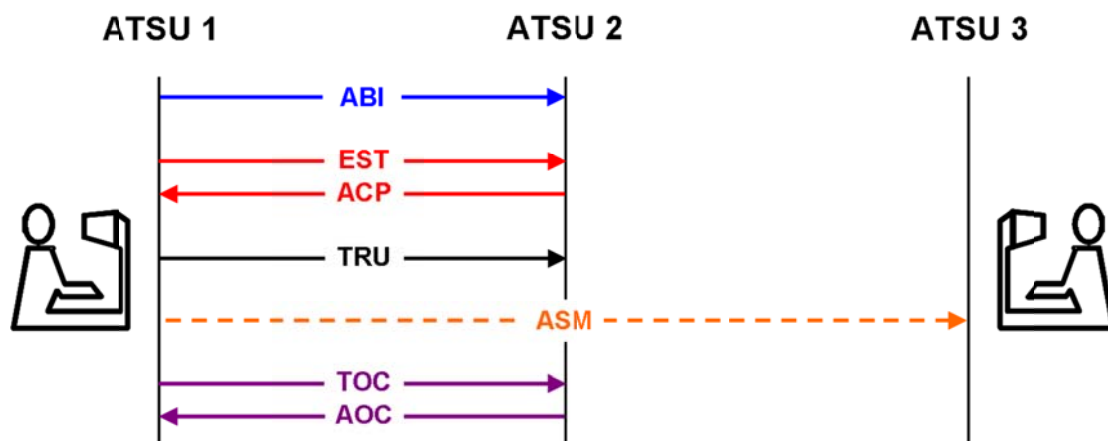 ATSU 1 ATSU 2 ATSU 3
ABI
EST
ACP
TRU
ASM
TOC
AOC